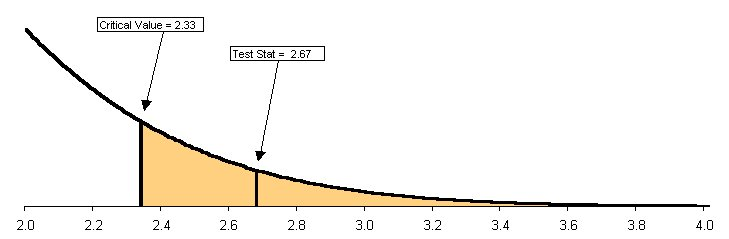 Critical Value = 2.33
Test Stat = 2.67
2.0 2.2 2.4 2.6 2.8 3.0 3.2 3.4 3.6 3.8 4.0